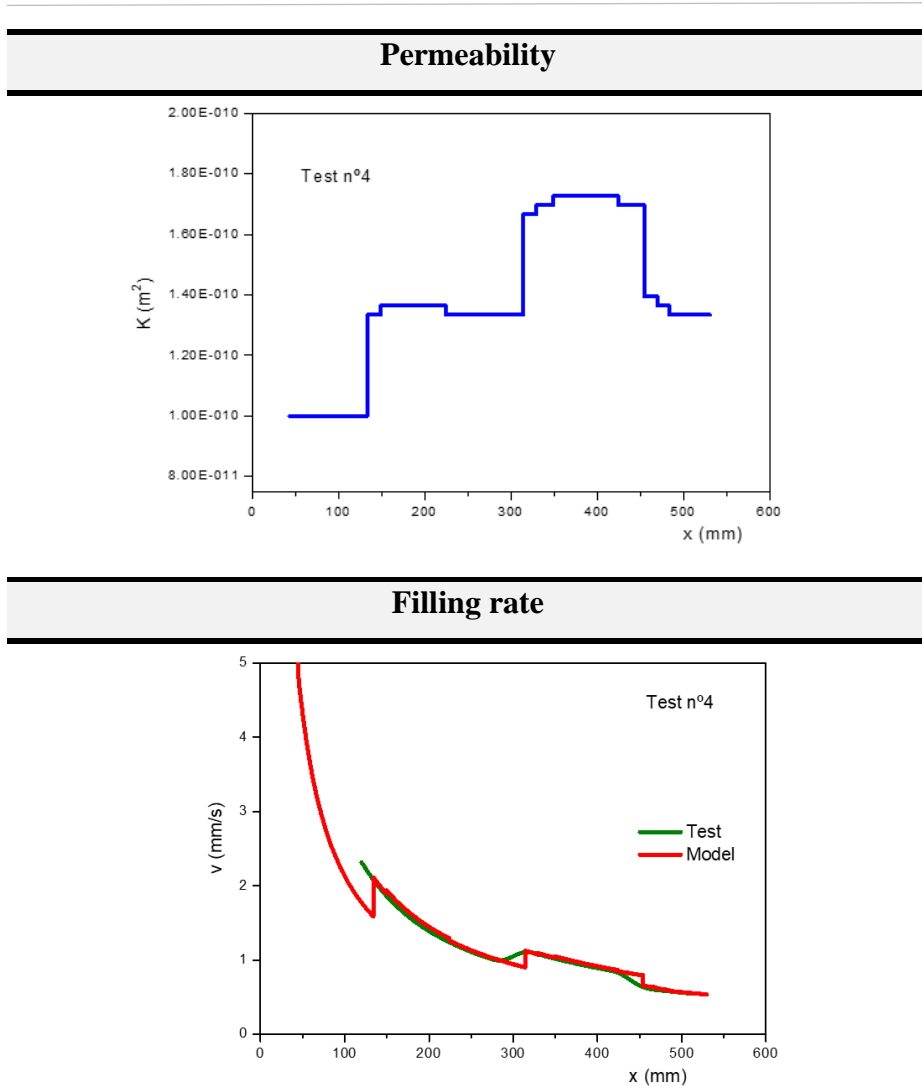 Permeability
2.00E-010
1.80E-010
1.60E-010
1.40E-010
1.20E-010
1.00E-010
8.00E-011
K (m²)
Test nº4
0 100 200 300 400 500 600
x (mm)
Filling rate
5
4
3
2
1
0
v (mm/s)
Test nº4
Test
Model
0 100 200 300 400 500 600
x (mm)